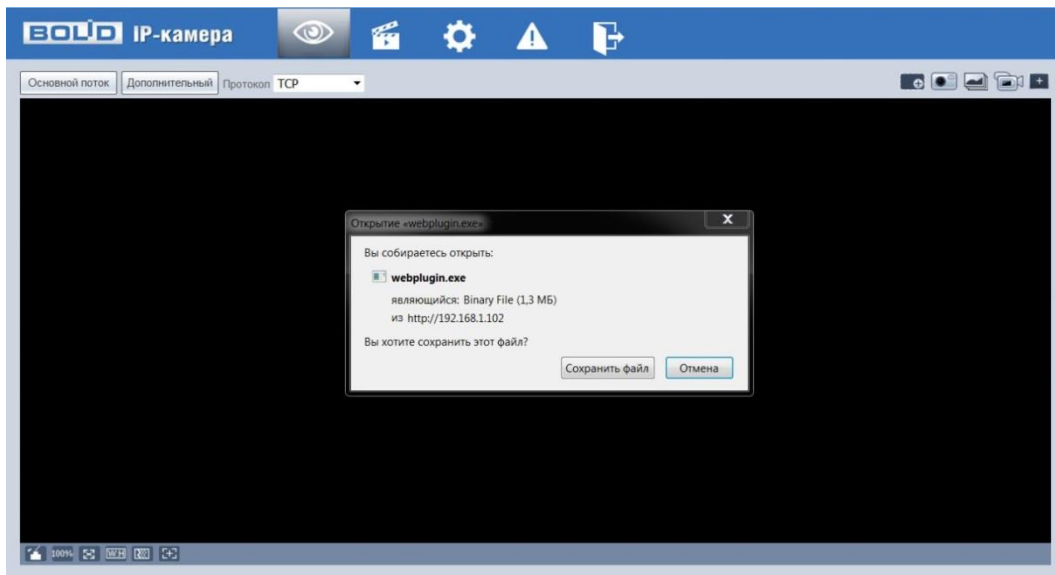 BOLID IP-камера
Основной поток Дополнительный Протокол TCP
Открытие «webplugin.exe»
X
Вы собираетесь открыть:
webplugin.exe
являющийся: Binary File (1,3 МБ)
из http://192.168.1.102
Вы хотите сохранить этот файл?
Сохранить файл Отмена
100% W:H